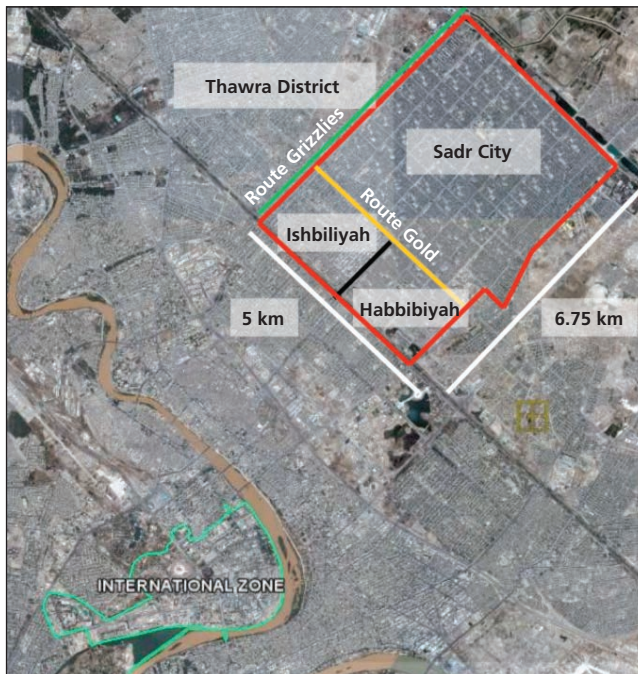 Thawra District
Route Grizzlies
Sadr City
Route Gold
Ishbiliyah
Habbibiyah
5 km
6.75 km
INTERNATIONAL ZONE